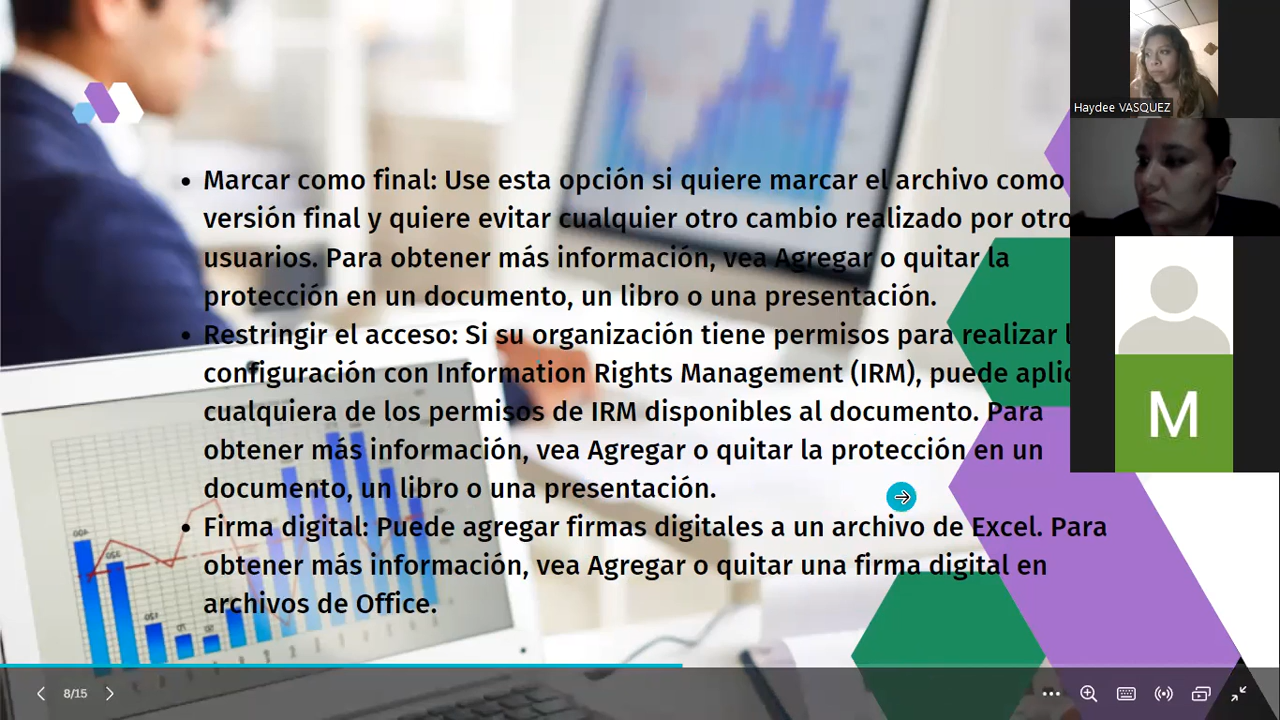 Marcar como final: Use esta opción si quiere marcar el archivo como
versión final y quiere evitar cualquier otro cambio realizado por otro
usuarios. Para obtener más información, vea Agregar o quitar la
protección en un documento, un libro o una presentación.
Restringir el acceso: Si su organización tiene permisos para realizar
configuración con Information Rights Management (IRM), puede
cualquiera de los permisos de IRM disponibles al documento. Para
obtener más información, vea Agregar o quitar la protección en un
documento, un libro o una presentación.
Firma digital: Puede agregar firmas digitales a un archivo de Excel. Para
obtener más información, vea Agregar o quitar una firma digital en
archivos de Office.
Haydee VASQUEZ
M
8/15